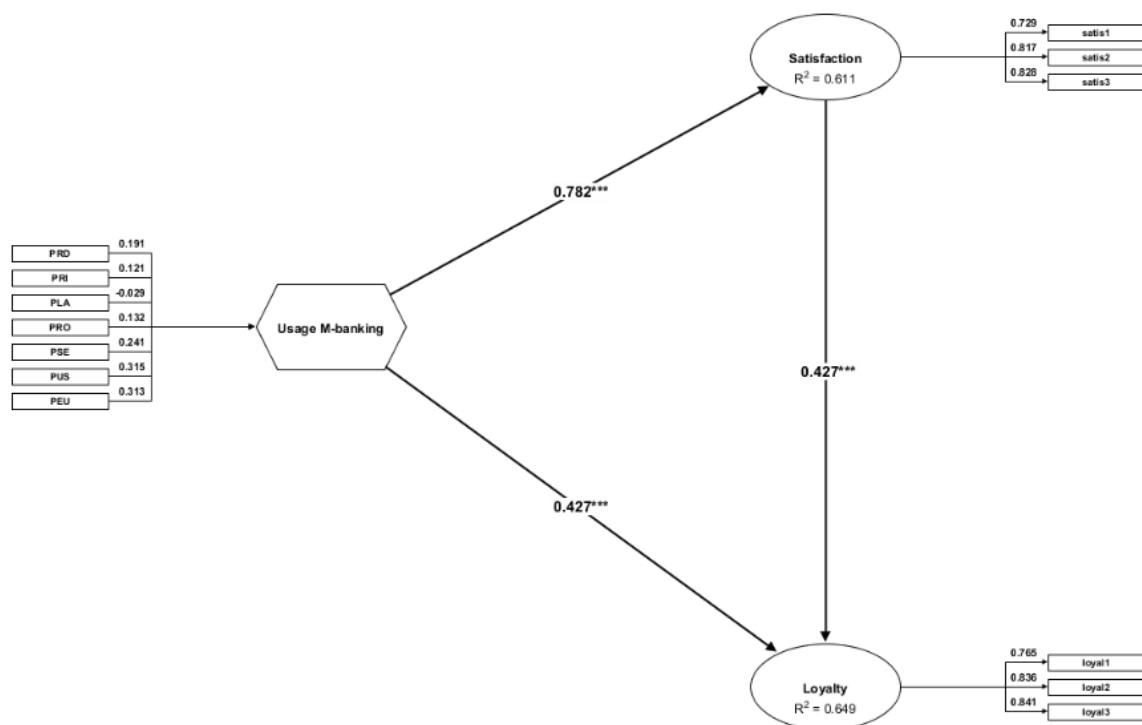 0.729
satis1
Satisfaction
0.817
satis2
R² = 0.611
0.828
satis3
0.782***
0.191
PRD
0.121
PRI
-0.029
PLA
0.132
PRO
Usage M-banking
0.241
PSE
0.315
PUS
0.313
PEU
0.427***
0.427***
0.765
loyal1
0.836
Loyalty
loyal2
R² = 0.649
0.841
loyal3